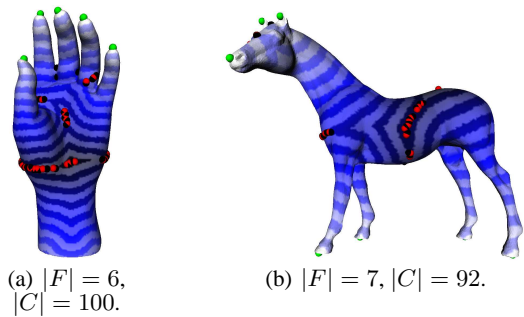 (a) |F| = 6,
|C| = 100.
(b) |F| = 7, |C| = 92.